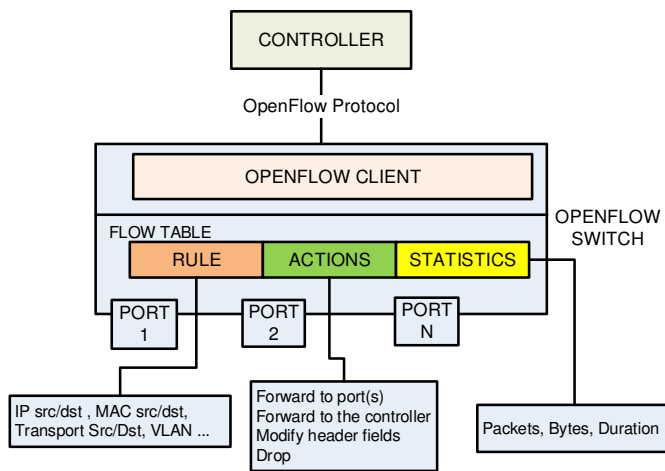 CONTROLLER
OpenFlow Protocol
OPENFLOW CLIENT
OPENFLOW
SWITCH
FLOW TABLE
RULE
ACTIONS
STATISTICS
PORT
1
PORT
2
PORT
N
IP src/dst , MAC src/dst,
Transport Src/Dst, VLAN ...
Forward to port(s)
Forward to the controller
Modify header fields
Drop
Packets, Bytes, Duration